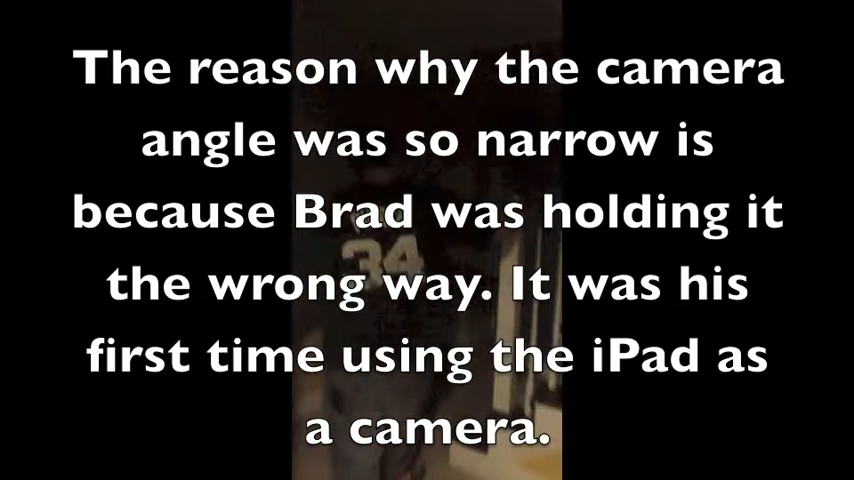 The reason why the camera
angle was so narrow is
because Brad was holding it
the wrong way. It was his
first time using the iPad as
a camera.
34